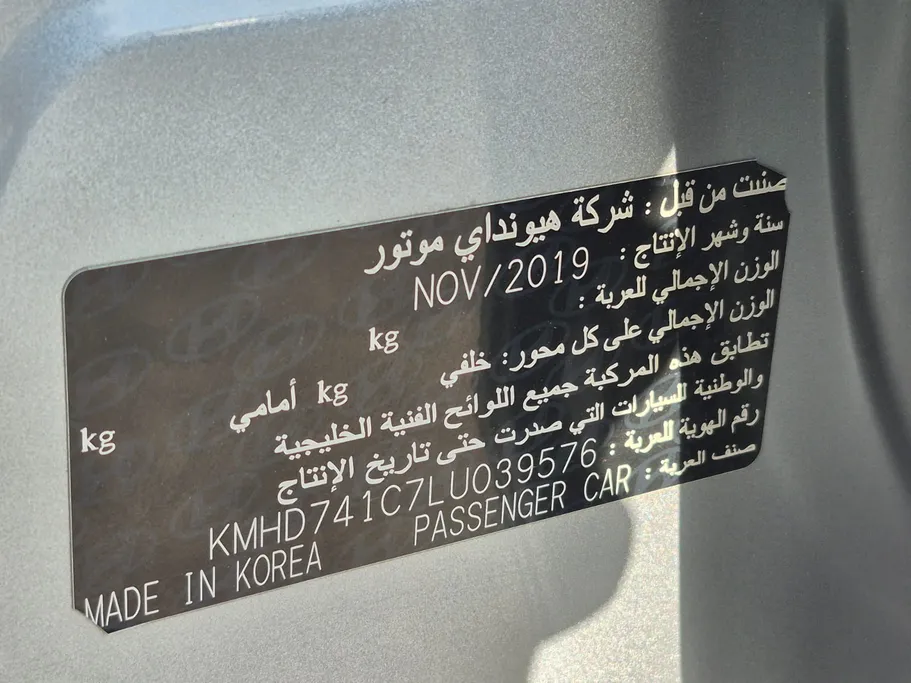 صنعت من قبل : شركة هيونداي موتور
سنة وشهر الإنتاج : NOV/2019
الوزن الإجمالي للعربة : kg
الوزن الإجمالي على كل محور: خلفي kg أمامي kg
تطابق هذه المركبة جميع اللوائح الفنية الخليجية
والوطنية للسيارات التي صدرت حتى تاريخ الإنتاج
رقم الهوية للعربة : KMHD741C7LU039576
صنف العربة : PASSENGER CAR
MADE IN KOREA